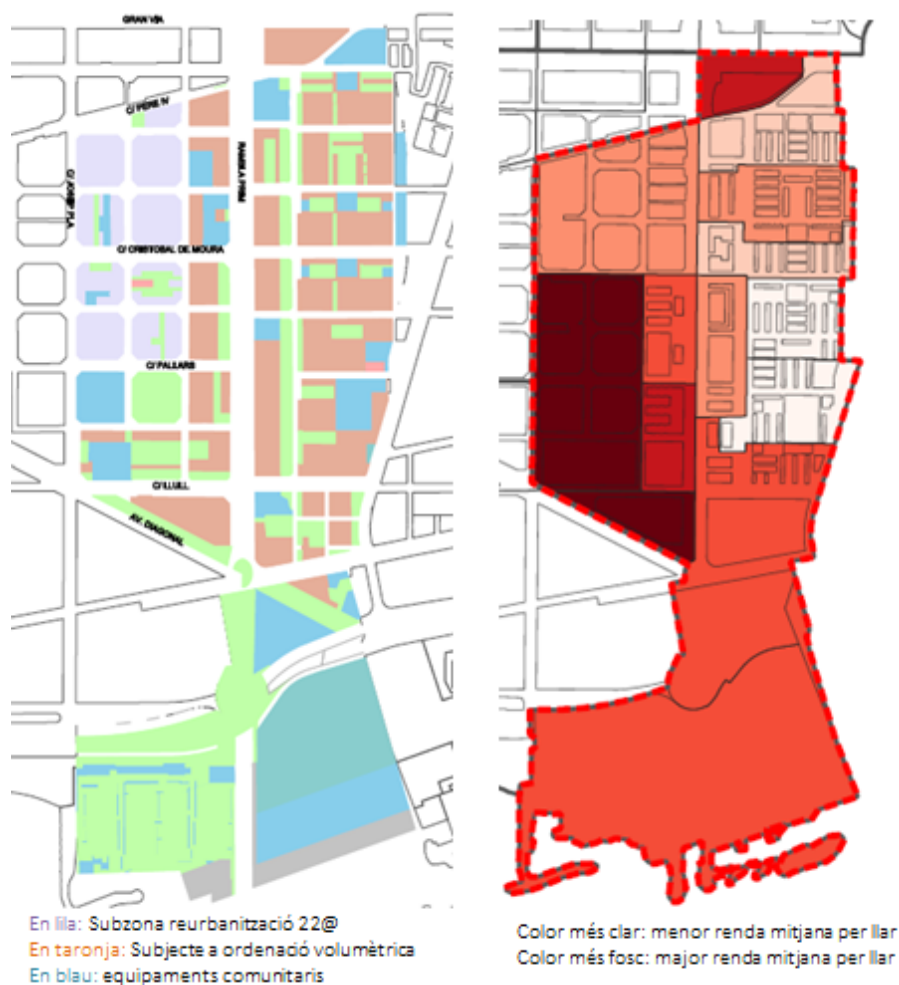 GRAN VIA
C/ PERE IV
C/ JOSEP PLA
RAMBLA PRIM
C/ CRISTOBAL DE MOURA
C/ PALLARS
C/ LLULL
AV. DIAGONAL
En lila: Subzona reurbanització 22@
En taronja: Subjecte a ordenació volumètrica
En blau: equipaments comunitaris
Color més clar: menor renda mitjana per llar
Color més fosc: major renda mitjana per llar